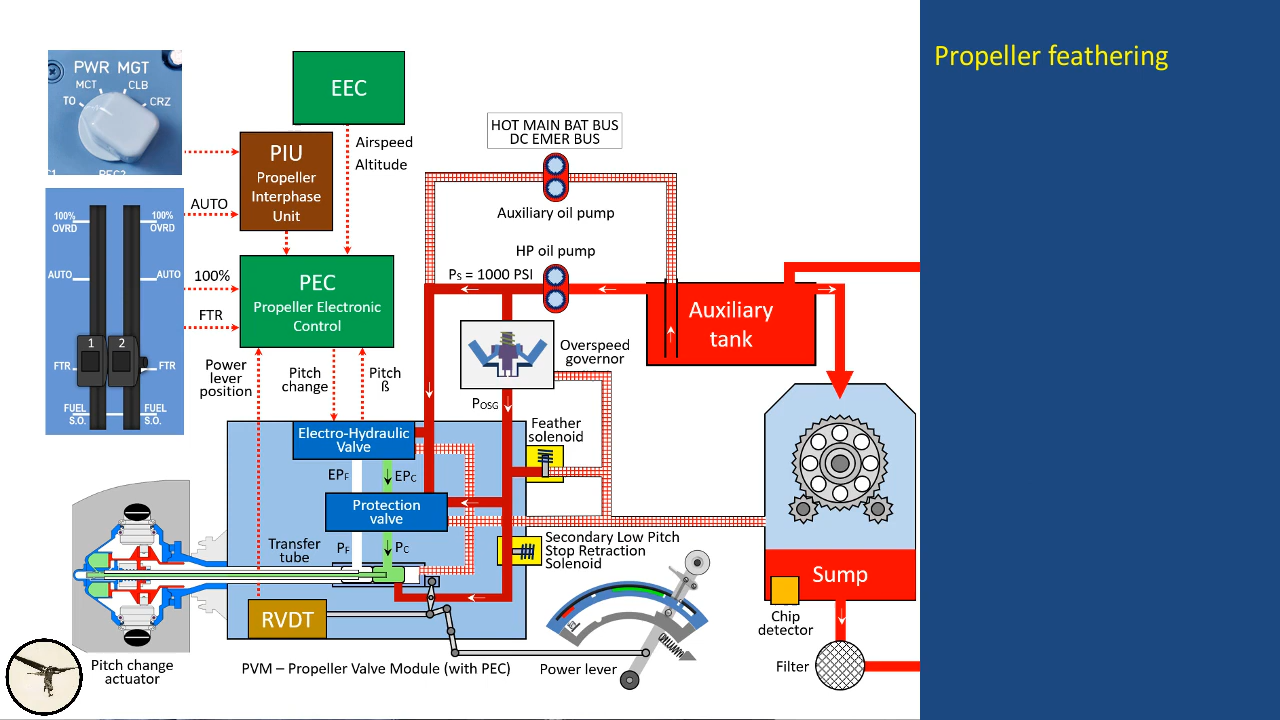 Propeller feathering
PWR MGT
MCT
CLB
TO
CRZ
EEC
HOT MAIN BAT BUS
DC EMER BUS
Airspeed
Altitude
PIU
Propeller
Interphase
Unit
AUTO
Auxiliary oil pump
100%
OVRD
100%
OVRD
AUTO
AUTO
HP oil pump
100%
PEC
Propeller Electronic
Control
PS = 1000 PSI
FTR
Auxiliary
tank
1
2
FTR
FTR
Overspeed
governor
Power
lever
position
Pitch
change
Pitch
ß
POSG
FUEL
S.O.
FUEL
S.O.
Feather
solenoid
Electro-Hydraulic
Valve
EPF
EPC
Protection
valve
Transfer
tube
PF
PC
Secondary Low Pitch
Stop Retraction
Solenoid
Sump
RVDT
Chip
detector
Pitch change
actuator
PVM – Propeller Valve Module (with PEC)
Power lever
Filter